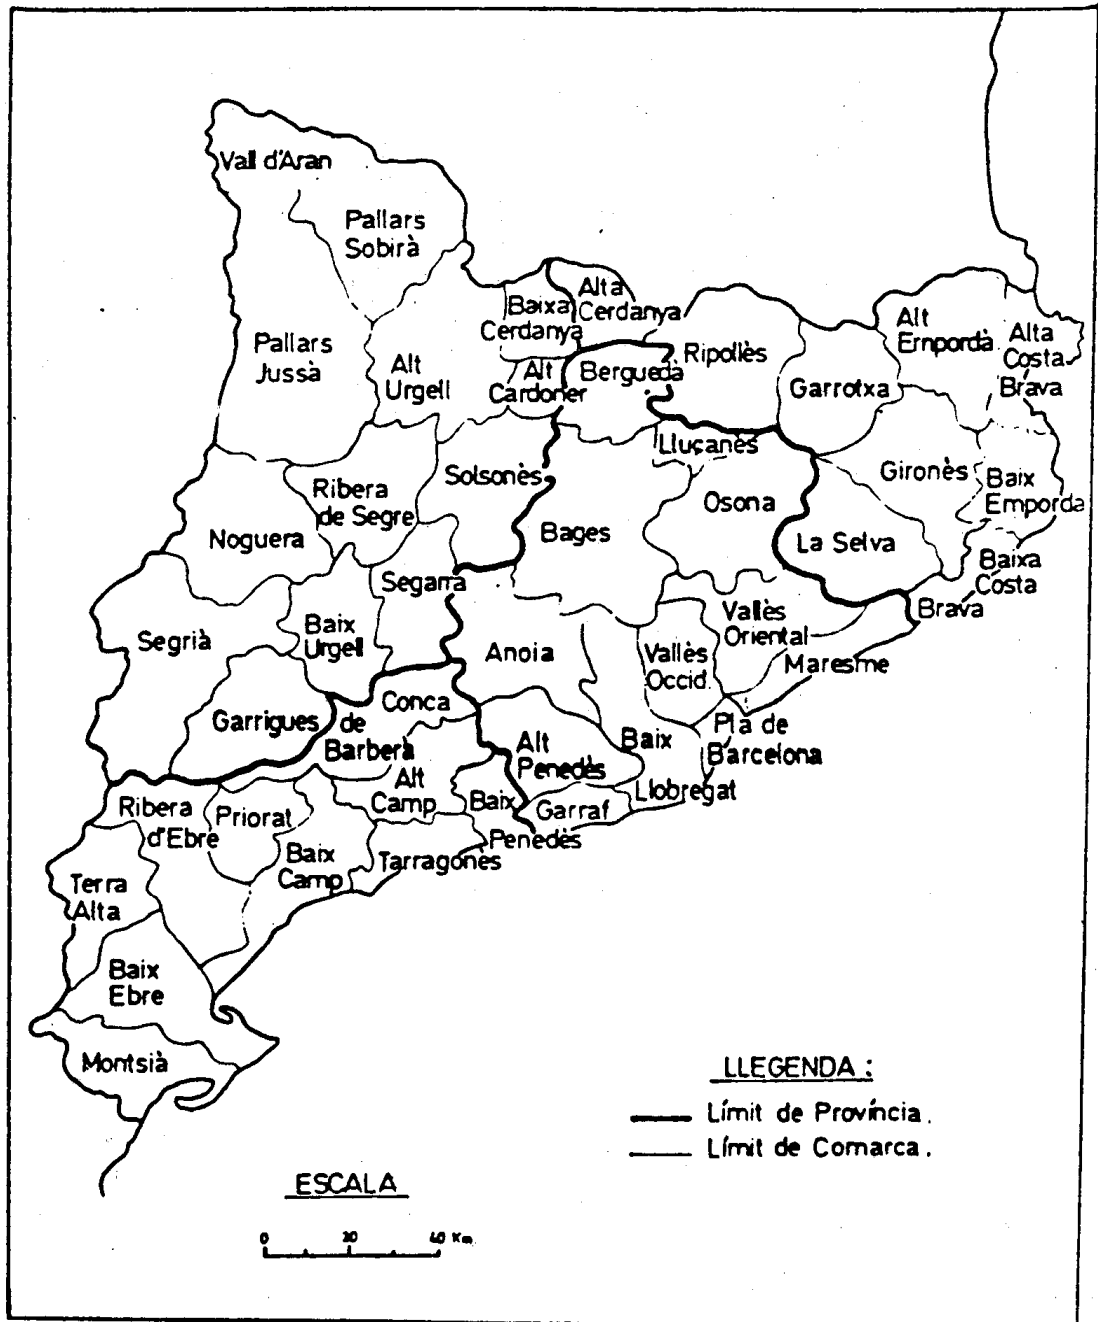 Vall d'Aran
Pallars
Sobirà
Pallars
Jussà
Alt
Urgell
Baixa
Cerdanya
Alta
Cerdanya
Alt
Cardoner
Berguedà
Ripollès
Garrotxa
Alt
Empordà
Alta
Costa
Brava
Lluçanès
Gironès
Baix
Emporda
Ribera
de Segre
Solsonès
Noguera
Bages
Osona
La Selva
Baixa
Costa
Brava
Segarra
Segrià
Baix
Urgell
Anoia
Vallès
Oriental
Vallès
Occid.
Maresme
Garrigues
Conca
de
Barberà
Pla de
Barcelona
Alt
Penedès
Baix
Llobregat
Alt
Camp
Baix
Penedès
Garraf
Ribera
d'Ebre
Priorat
Baix
Camp
Tarragonès
Terra
Alta
Baix
Ebre
Montsià
LLEGENDA :
Límit de Província.
Límit de Comarca.
ESCALA
0 20 40 Km.